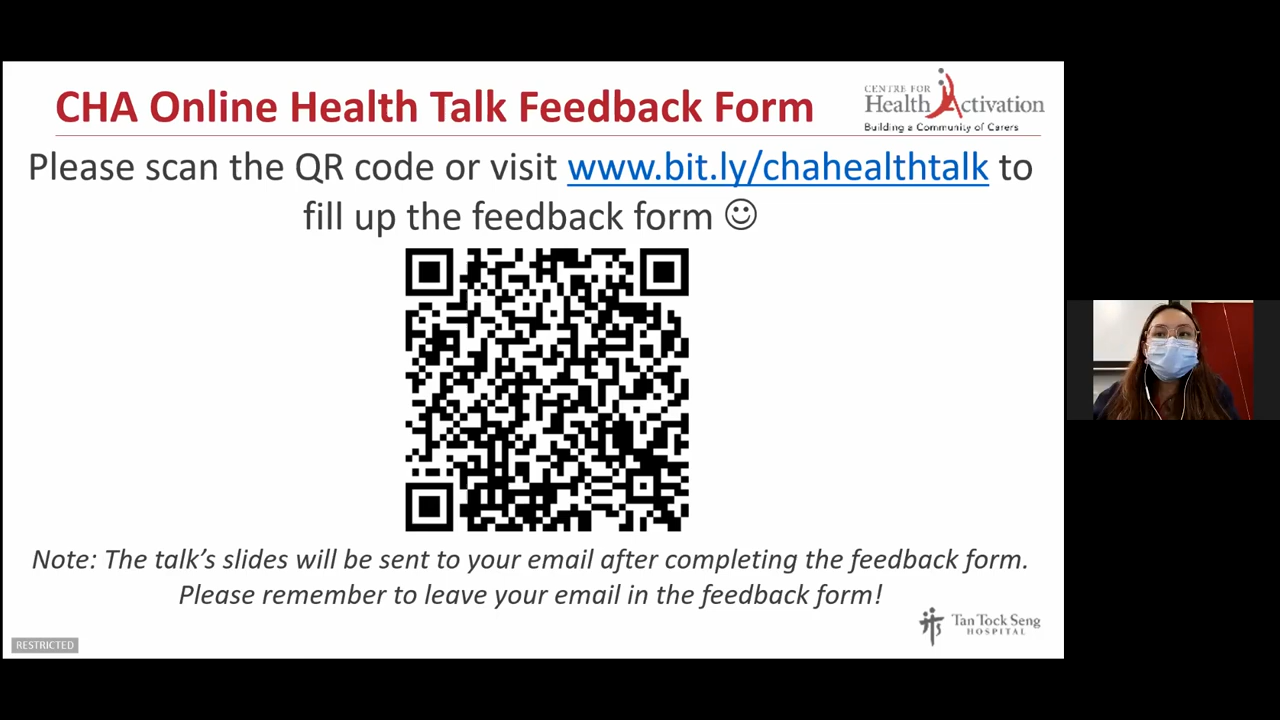 CHA Online Health Talk Feedback Form
CENTRE FOR
Health Activation
Building a Community of Carers
Please scan the QR code or visit www.bit.ly/chahealthtalk to
fill up the feedback form ☺
Note: The talk's slides will be sent to your email after completing the feedback form.
Please remember to leave your email in the feedback form!
Tan Tock Seng
HOSPITAL
RESTRICTED